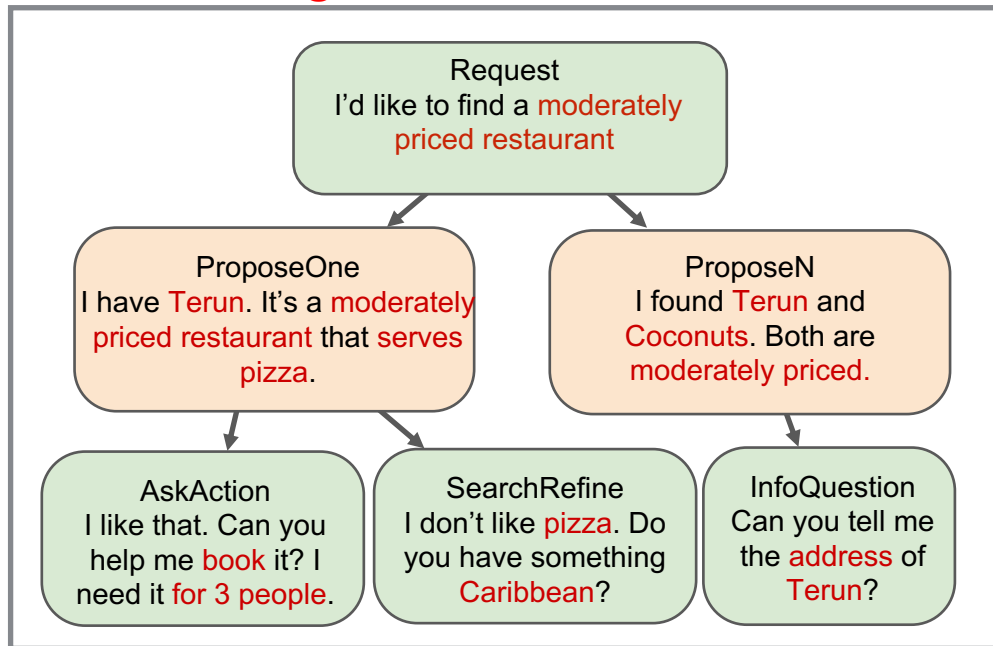 Request
I'd like to find a moderately
priced restaurant
ProposeOne
I have Terun. It's a moderately
priced restaurant that serves
pizza.
ProposeN
I found Terun and
Coconuts. Both are
moderately priced.
AskAction
I like that. Can you
help me book it? I
need it for 3 people.
SearchRefine
I don't like pizza. Do
you have something
Caribbean?
InfoQuestion
Can you tell me
the address of
Terun?